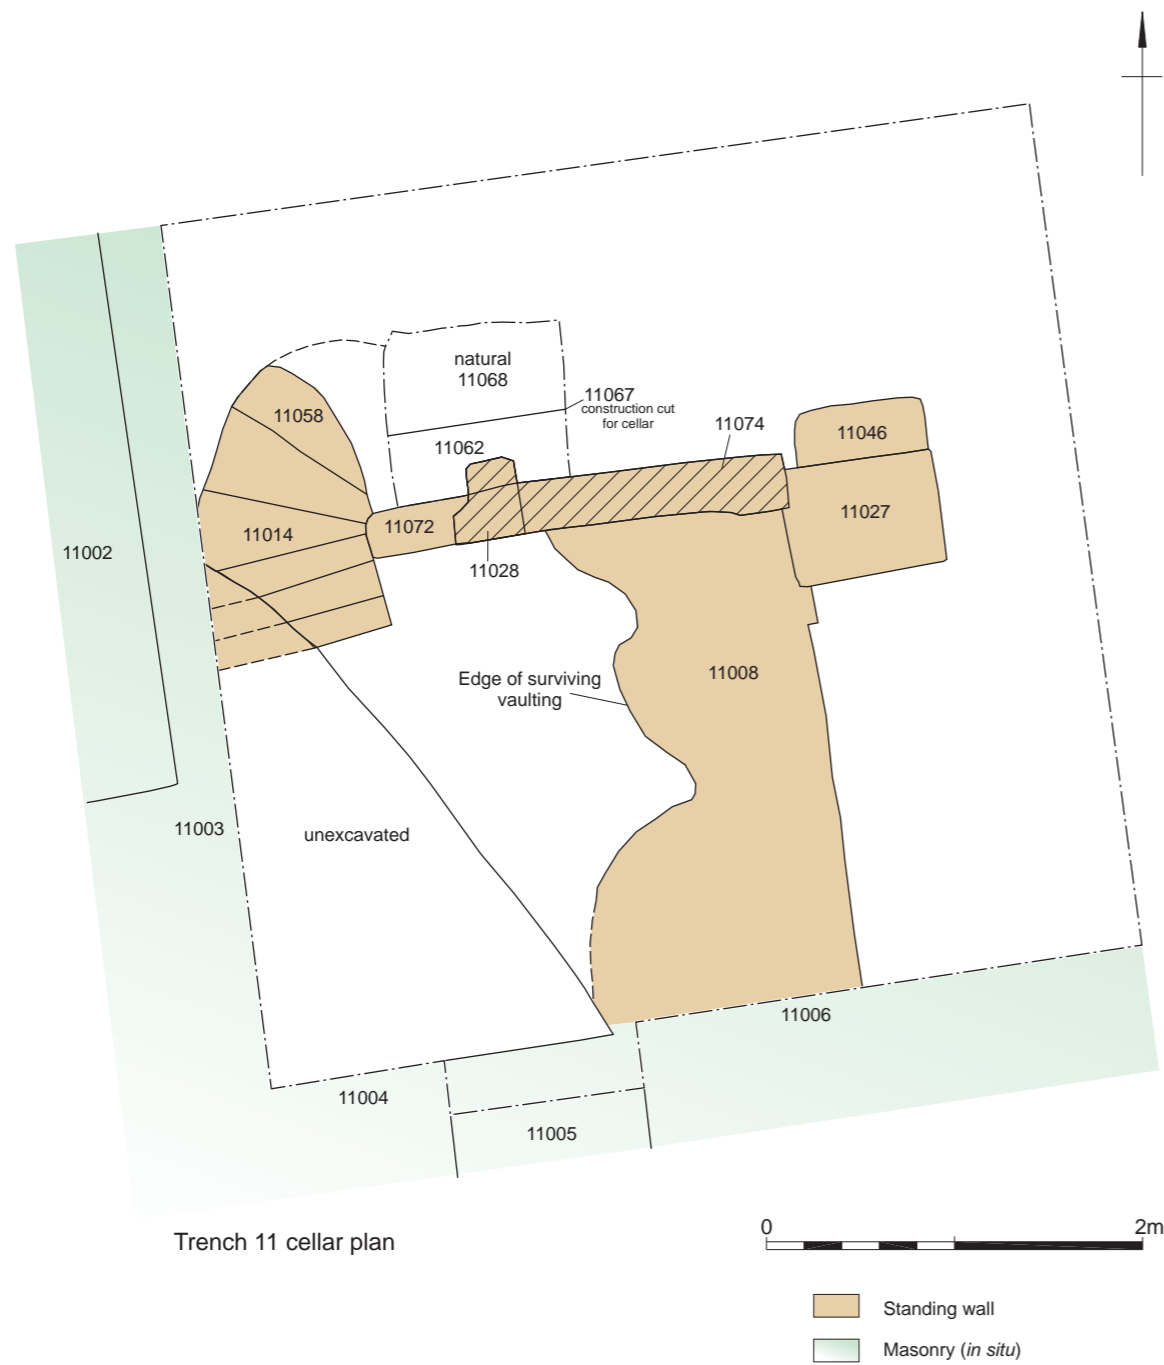 natural
11068
11067
construction cut
for cellar
11058
11074
11062
11046
11014
11072
11027
11002
11028
Edge of surviving
vaulting
11008
11003
unexcavated
11006
11004
11005
Trench 11 cellar plan
0 2m
Standing wall
Masonry (in situ)